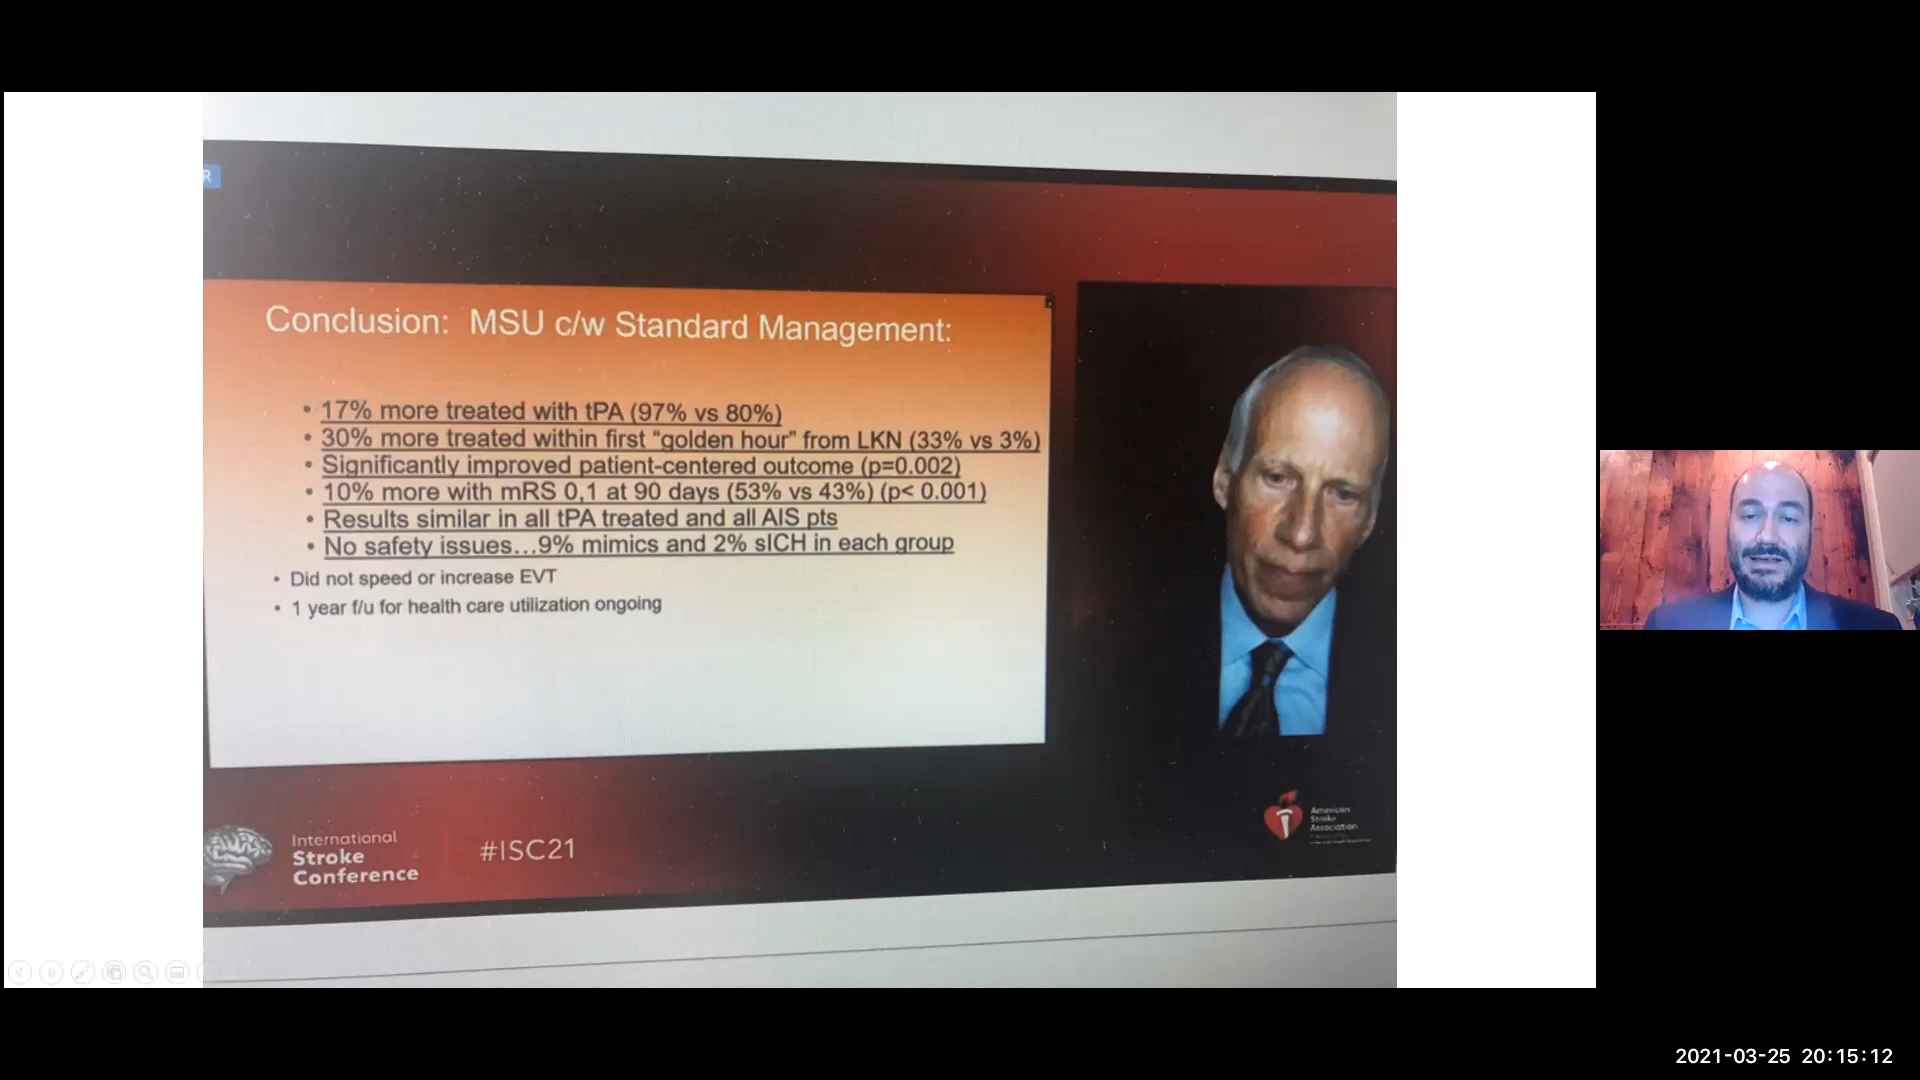 R
Conclusion: MSU c/w Standard Management:
• 17% more treated with tPA (97% vs 80%)
• 30% more treated within first “golden hour” from LKN (33% vs 3%)
• Significantly improved patient-centered outcome (p=0.002)
• 10% more with mRS 0,1 at 90 days (53% vs 43%) (p< 0.001)
• Results similar in all tPA treated and all AIS pts
• No safety issues...9% mimics and 2% sICH in each group
• Did not speed or increase EVT
• 1 year f/u for health care utilization ongoing
International
Stroke
Conference
#ISC21
American
Stroke
Association
2021-03-25 20:15:12